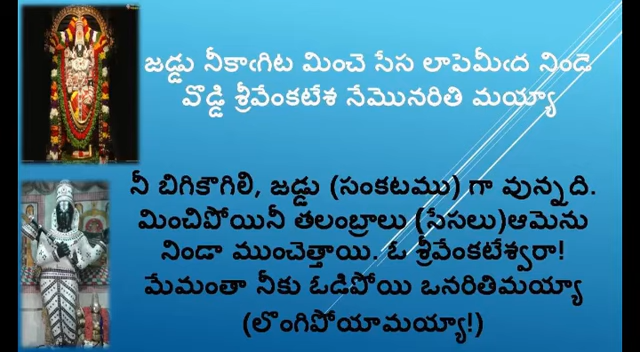 జడ్డు నీకాఁగిట మించె సేస లాపెమీఁద నిండె
వొడ్డి శ్రీవేంకటేశ నేమొనరితి మయ్యా
నీ బిగికౌగిలి, జడ్డు (సంకటము) గా వున్నది.
మించిపోయినీ తలంబ్రాలు (సేసలు)ఆమెను
నిండా ముంచెత్తాయి. ఓ శ్రీవేంకటేశ్వరా!
మేమంతా నీకు ఓడిపోయి ఒనరితిమయ్యా
(లొంగిపోయామయ్యా!)